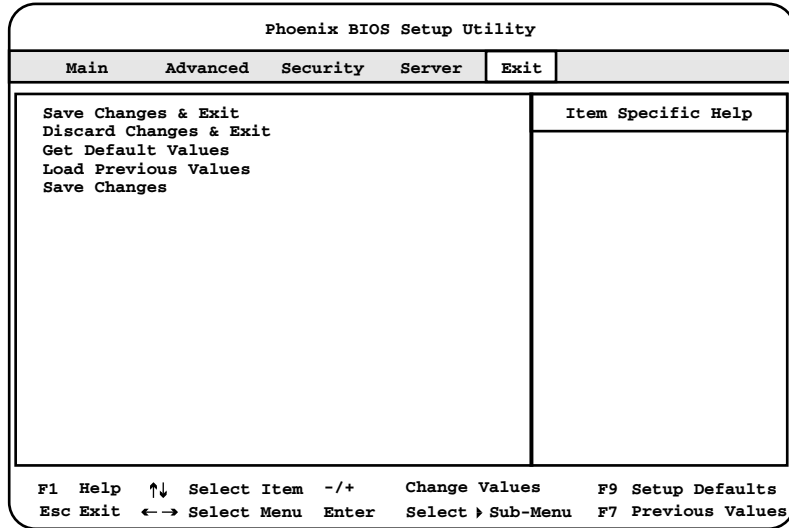 Phoenix BIOS Setup Utility
Main Advanced Security Server Exit
Save Changes & Exit
Discard Changes & Exit
Get Default Values
Load Previous Values
Save Changes
Item Specific Help
F1 Help ↑↓ Select Item -/+ Change Values F9 Setup Defaults
Esc Exit ←→ Select Menu Enter Select ▸ Sub-Menu F7 Previous Values